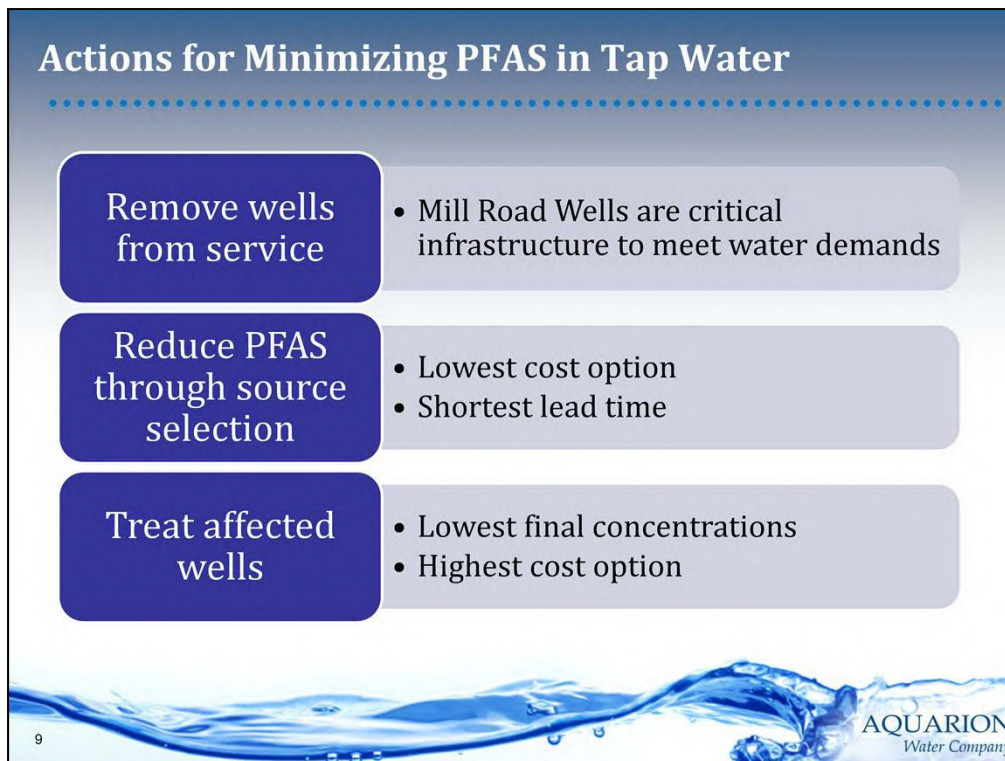 Actions for Minimizing PFAS in Tap Water
Remove wells
from service
• Mill Road Wells are critical
infrastructure to meet water demands
Reduce PFAS
through source
selection
• Lowest cost option
• Shortest lead time
Treat affected
wells
• Lowest final concentrations
• Highest cost option
9
AQUARION
Water Company